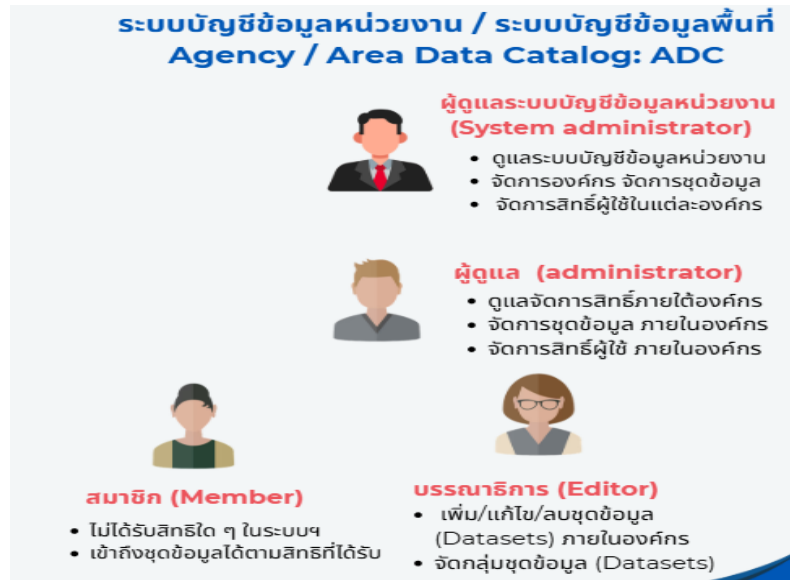 ระบบบัญชีข้อมูลหน่วยงาน / ระบบบัญชีข้อมูลพื้นที่
Agency / Area Data Catalog: ADC
ผู้ดูแลระบบบัญชีข้อมูลหน่วยงาน
(System administrator)
• ดูแลระบบบัญชีข้อมูลหน่วยงาน
• จัดการองค์กร จัดการชุดข้อมูล
• จัดการสิทธิ์ผู้ใช้ในแต่ละองค์กร
ผู้ดูแล (administrator)
• ดูแลจัดการสิทธิ์ภายใต้องค์กร
• จัดการชุดข้อมูล ภายในองค์กร
• จัดการสิทธิ์ผู้ใช้ ภายในองค์กร
สมาชิก (Member)
• ไม่ได้รับสิทธิใด ๆ ในระบบฯ
• เข้าถึงชุดข้อมูลได้ตามสิทธิที่ได้รับ
บรรณาธิการ (Editor)
• เพิ่ม/แก้ไข/ลบชุดข้อมูล
(Datasets) ภายในองค์กร
• จัดกลุ่มชุดข้อมูล (Datasets)